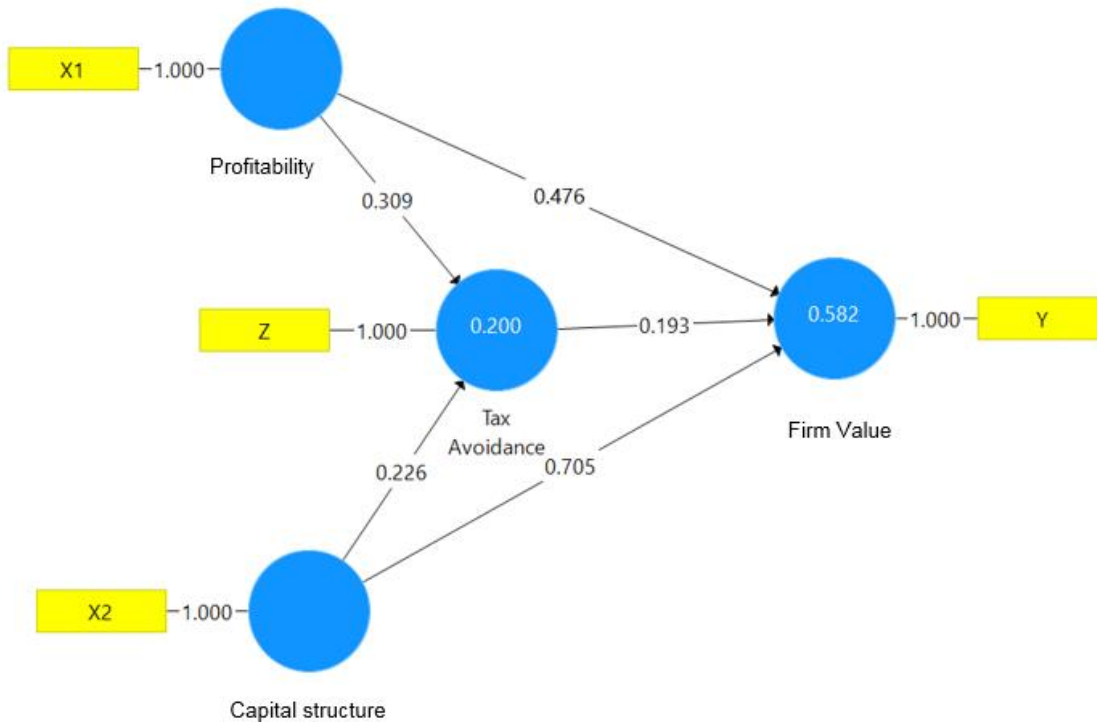 X1
1.000
Profitability
0.309
0.476
Z
1.000
0.200
0.193
0.582
1.000
Y
Tax
Avoidance
Firm Value
0.226
0.705
X2
1.000
Capital structure